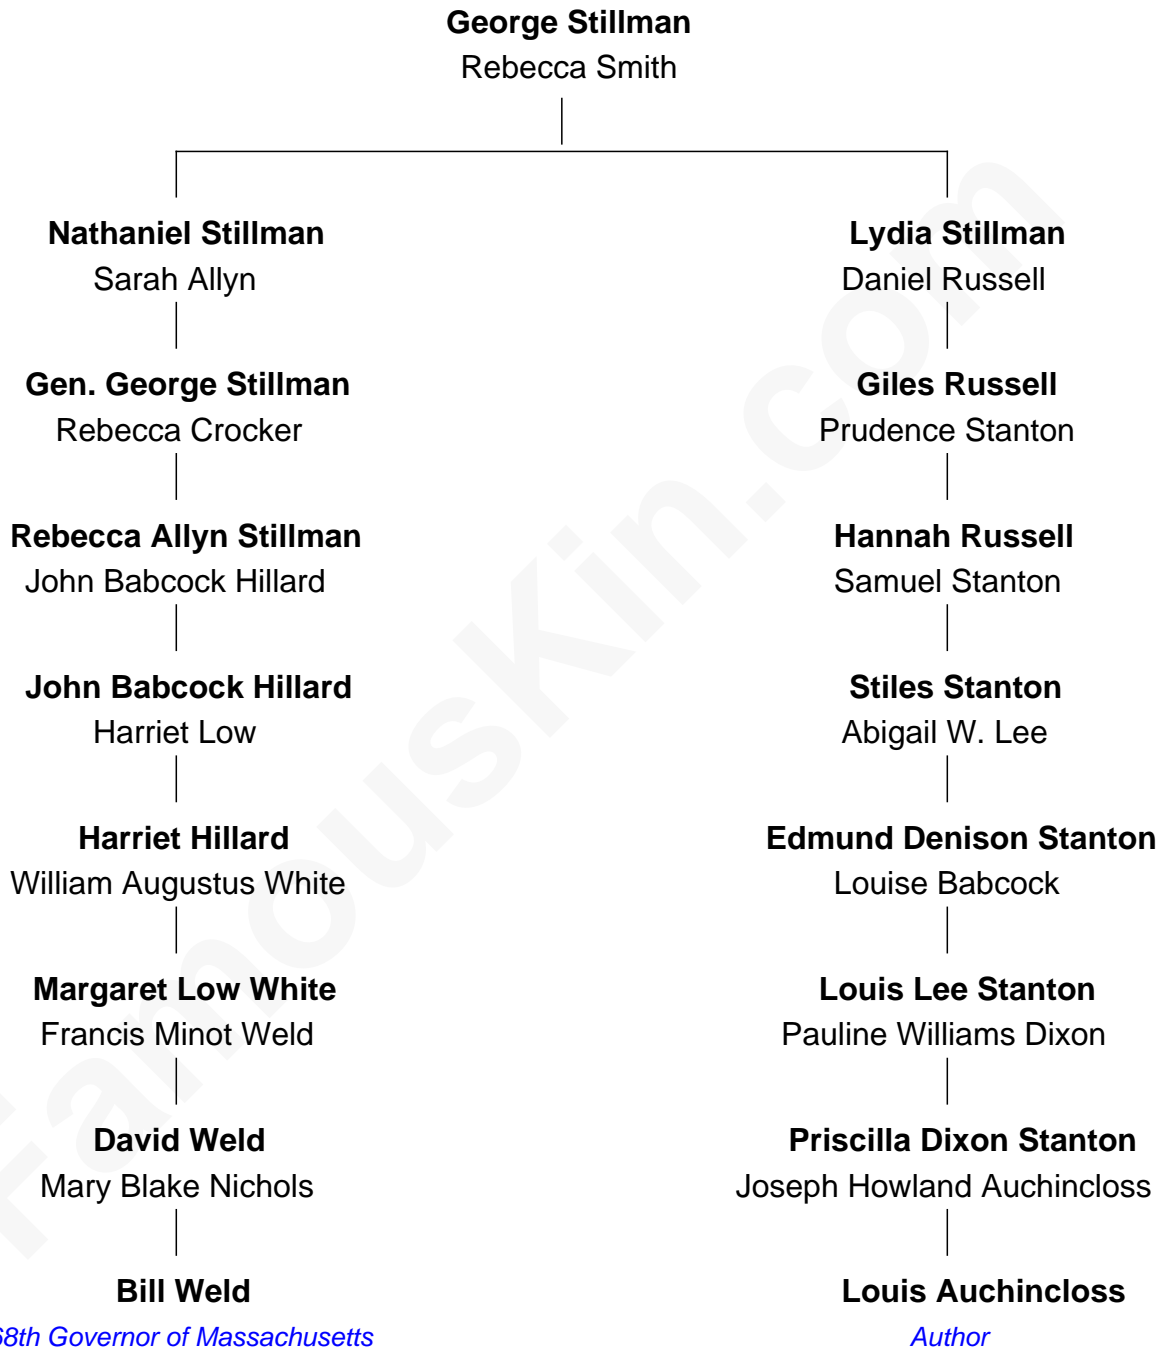 George Stillman
Rebecca Smith
Nathaniel Stillman
Sarah Allyn
Gen. George Stillman
Rebecca Crocker
Rebecca Allyn Stillman
John Babcock Hillard
John Babcock Hillard
Harriet Low
Harriet Hillard
William Augustus White
Margaret Low White
Francis Minot Weld
David Weld
Mary Blake Nichols
Bill Weld
68th Governor of Massachusetts
Lydia Stillman
Daniel Russell
Giles Russell
Prudence Stanton
Hannah Russell
Samuel Stanton
Stiles Stanton
Abigail W. Lee
Edmund Denison Stanton
Louise Babcock
Louis Lee Stanton
Pauline Williams Dixon
Priscilla Dixon Stanton
Joseph Howland Auchincloss
Louis Auchincloss
Author
FamousKin.com